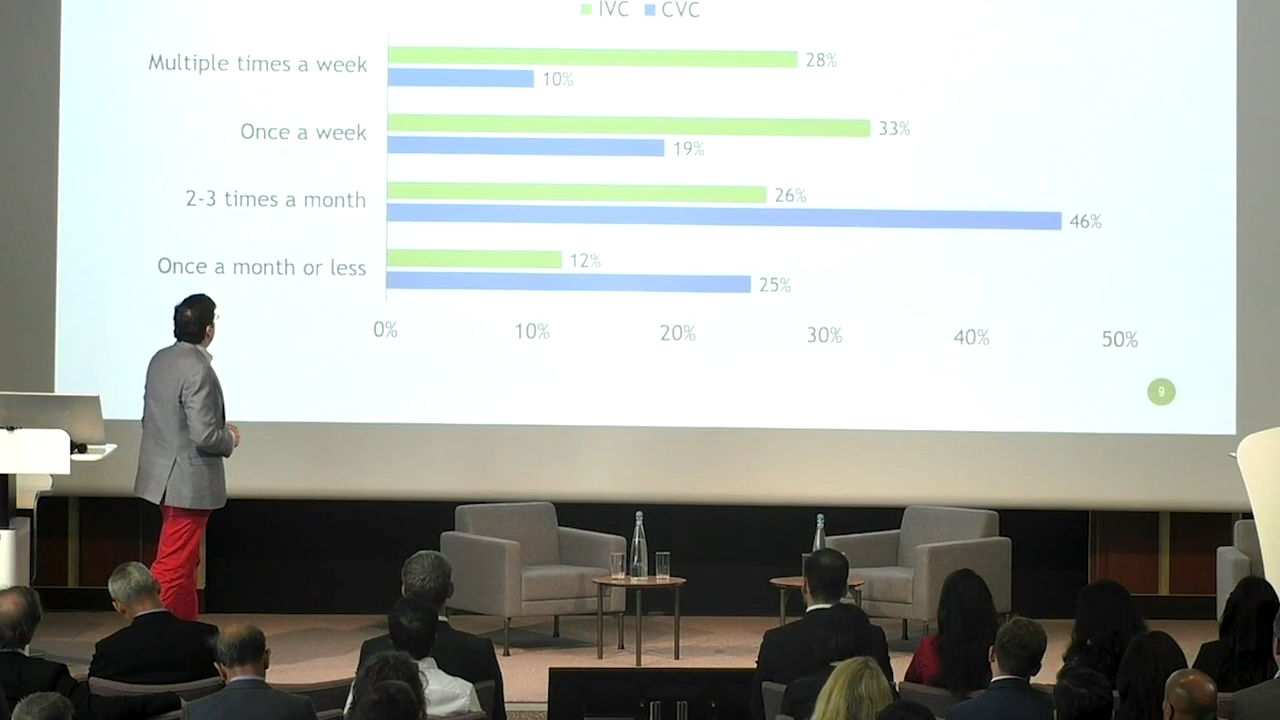 IVC CVC
Multiple times a week 28%
10%
Once a week 33%
19%
2-3 times a month 26%
46%
Once a month or less 12%
25%
0% 10% 20% 30% 40% 50%
9